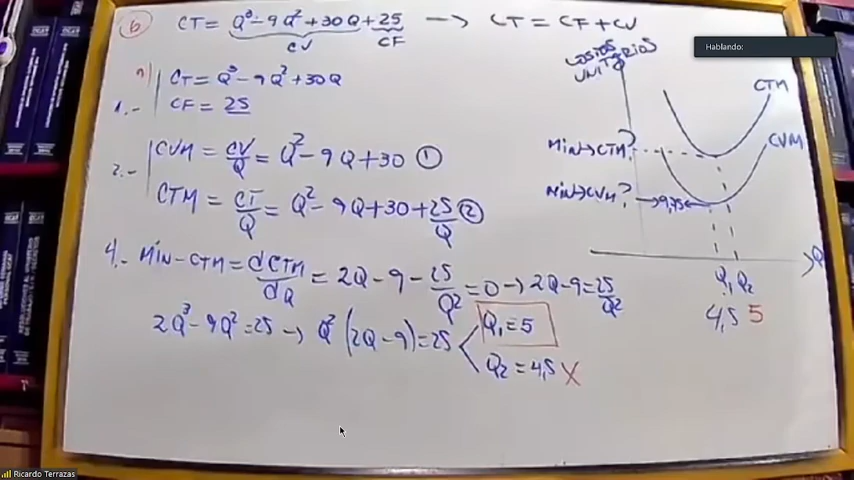 6 CT = Q³-9Q²+30Q+25 → CT = CF+CV
CV CF
Hablando:
COSTOS
UNITARIOS
CT = Q³-9Q²+30Q
1.- CF = 25
CTM
CVM
2.- CVM = CV/Q = Q²-9Q+30 ①
CTM = CT/Q = Q²-9Q+30+25/Q ②
Min→CTM?
Min→CVM? →9,75←
4.- Min-CTM = dCTM/dQ = 2Q-9-25/Q²=0→2Q-9=25/Q²
2Q³-9Q²=25→Q²(2Q-9)=25
Q₁=5
Q₂=4,5 X
Q
Q₁ Q₂
4,5 5
Ricardo Terrazas